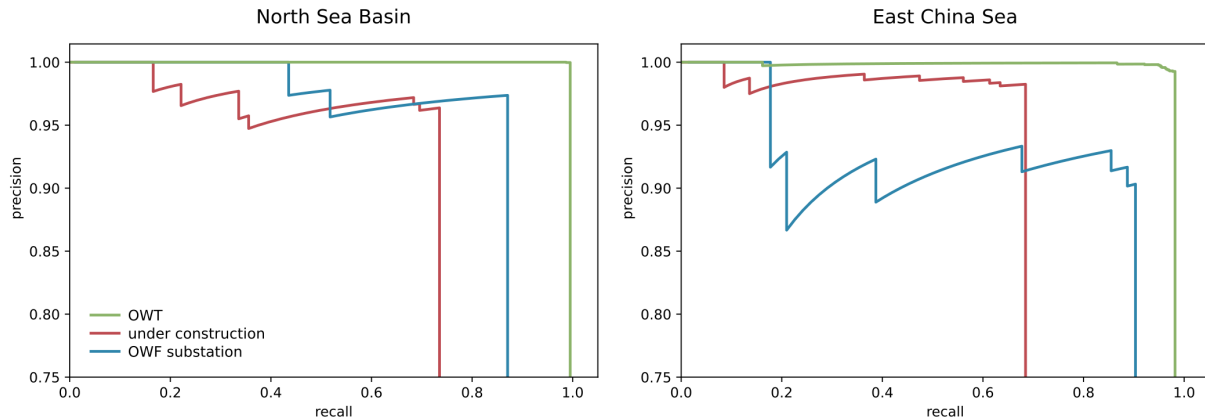 North Sea Basin
1.00
0.95
0.90
0.85
0.80
0.75
precision
OWT
under construction
OWF substation
0.0 0.2 0.4 0.6 0.8 1.0
recall
East China Sea
1.00
0.95
0.90
0.85
0.80
0.75
precision
0.0 0.2 0.4 0.6 0.8 1.0
recall